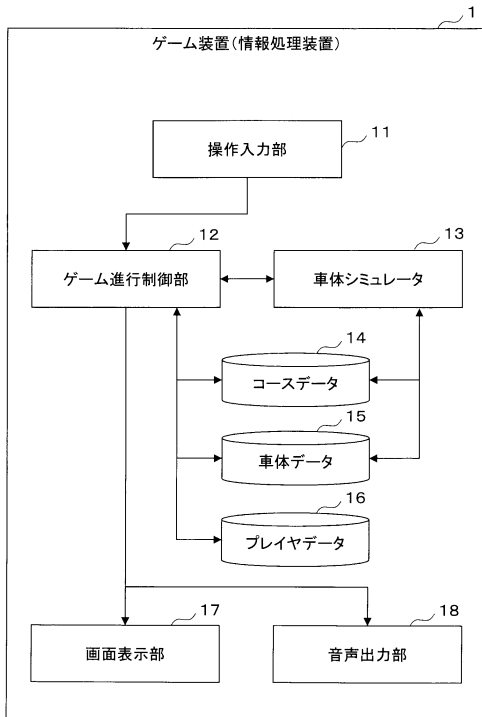 1
ゲーム装置(情報処理装置)
11
操作入力部
12
ゲーム進行制御部
13
車体シミュレータ
14
コースデータ
15
車体データ
16
プレイヤデータ
17
画面表示部
18
音声出力部